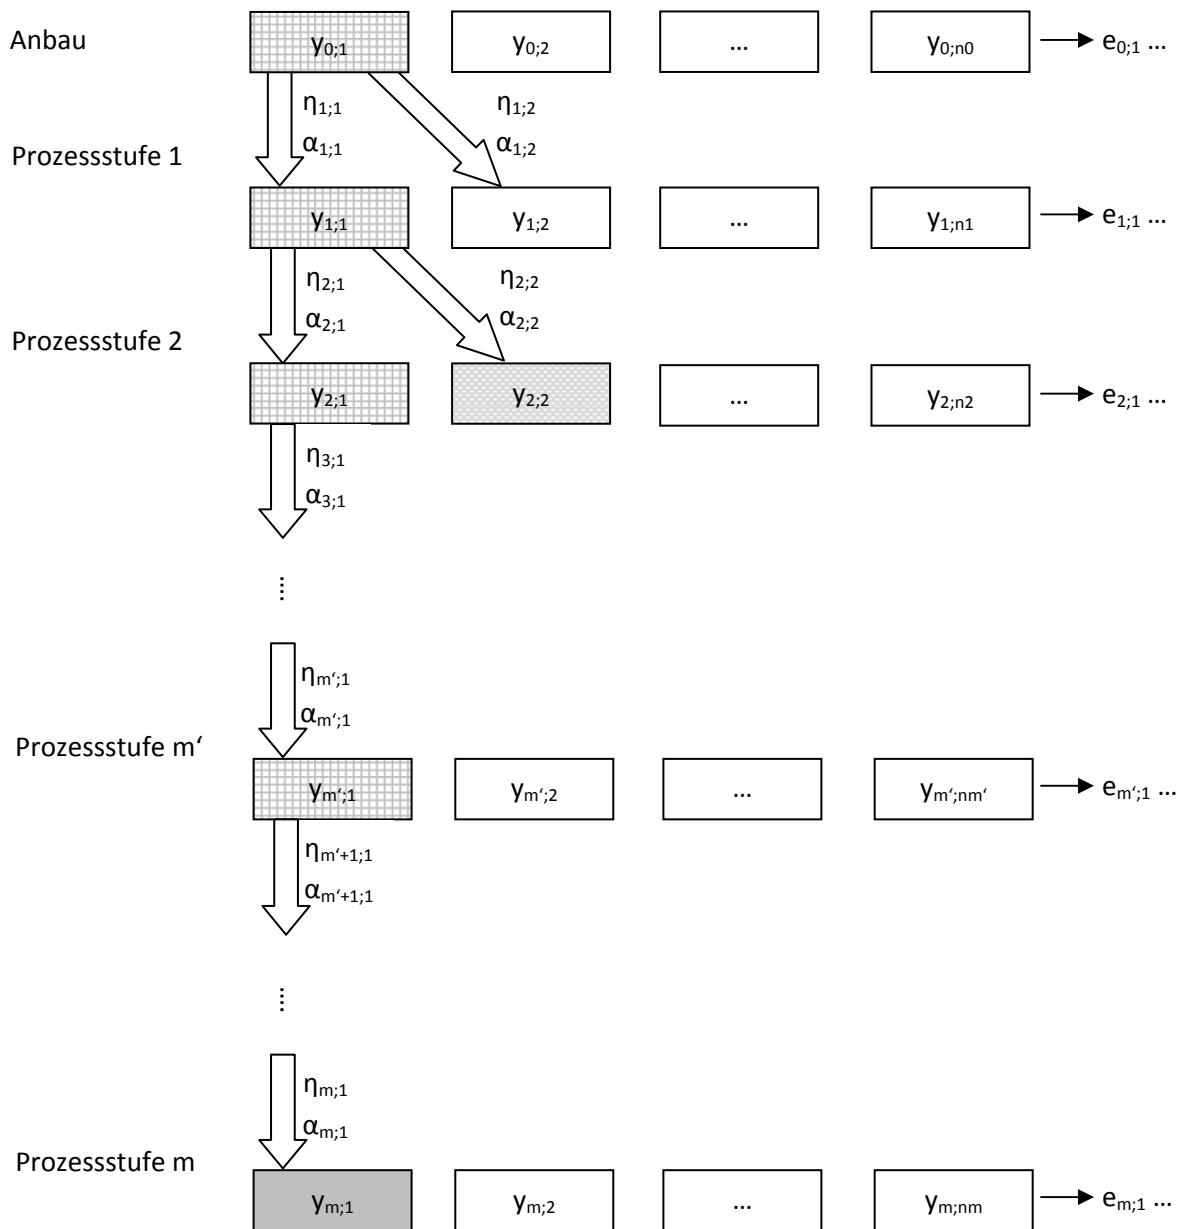 Anbau y₀;₁ y₀;₂ ... y₀;ₙ₀ e₀;₁ ...
η₁;₁ η₁;₂
α₁;₁ α₁;₂
Prozessstufe 1
y₁;₁ y₁;₂ ... y₁;ₙ₁ e₁;₁ ...
η₂;₁ η₂;₂
α₂;₁ α₂;₂
Prozessstufe 2
y₂;₁ y₂;₂ ... y₂;ₙ₂ e₂;₁ ...
η₃;₁
α₃;₁
ηₘ‘;₁
αₘ‘;₁
Prozessstufe m‘
yₘ‘;₁ yₘ‘;₂ ... yₘ‘;ₙₘ‘ eₘ‘;₁ ...
ηₘ‘₊₁;₁
αₘ‘₊₁;₁
ηₘ;₁
αₘ;₁
Prozessstufe m
yₘ;₁ yₘ;₂ ... yₘ;ₙₘ eₘ;₁ ...